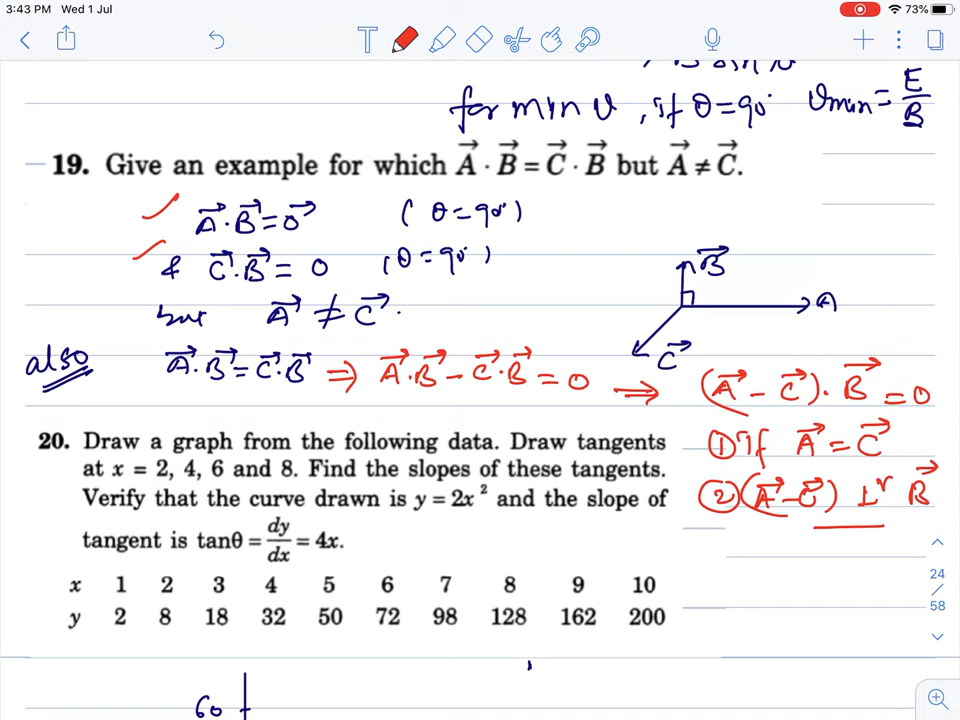 3:43 PM Wed 1 Jul
73%
T
for min v, if θ = 90° vmin = E/B
19. Give an example for which A⃗ · B⃗ = C⃗ · B⃗ but A⃗ ≠ C⃗.
A⃗·B⃗ = 0⃗ (θ = 90°)
& C⃗·B⃗ = 0 (θ = 90°)
but A⃗ ≠ C⃗.
B⃗
A
C⃗
also A⃗·B⃗ = C⃗·B⃗ ⇒ A⃗·B⃗ − C⃗·B⃗ = 0 ⇒ (A⃗ − C⃗)·B⃗ = 0
① if A⃗ = C⃗
② (A⃗ − C⃗) ⊥r B⃗
20. Draw a graph from the following data. Draw tangents
at x = 2, 4, 6 and 8. Find the slopes of these tangents.
Verify that the curve drawn is y = 2x² and the slope of
tangent is tanθ = dy/dx = 4x.
x 1 2 3 4 5 6 7 8 9 10
y 2 8 18 32 50 72 98 128 162 200
24
/
58
60